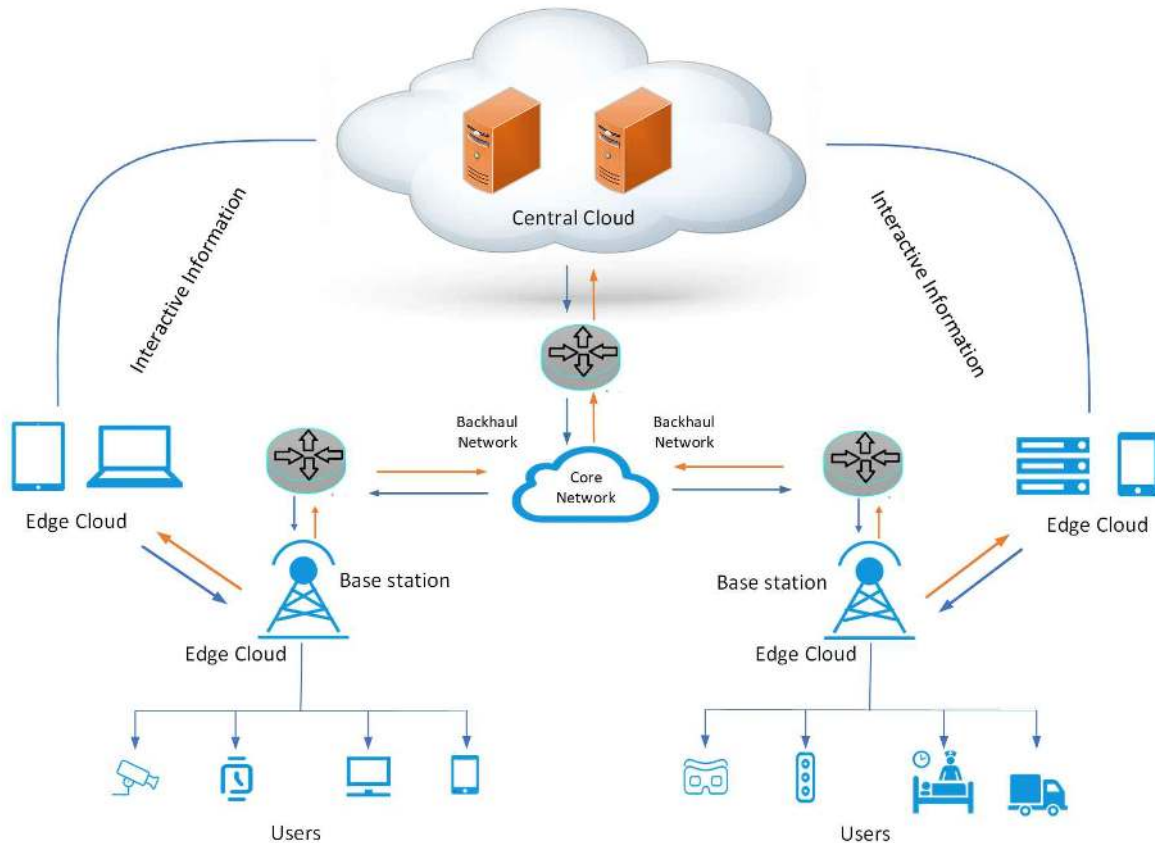 Central Cloud
Interactive Information
Interactive Information
Backhaul
Network
Backhaul
Network
Core
Network
Edge Cloud
Edge Cloud
Base station
Base station
Edge Cloud
Edge Cloud
Users
Users